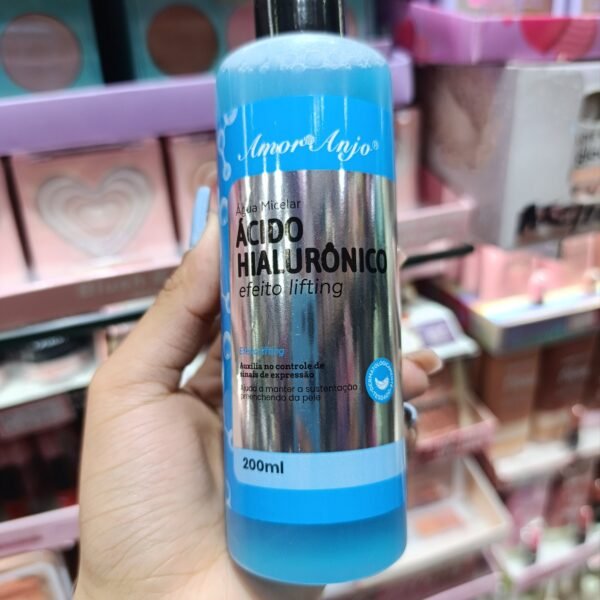 Amor & Anjo®
Água Micelar
ÁCIDO
HIALURÔNICO
efeito lifting
Auxilia no controle de
sinais de expressão
Ajuda a manter a sustentação
preenchendo da pele
200ml